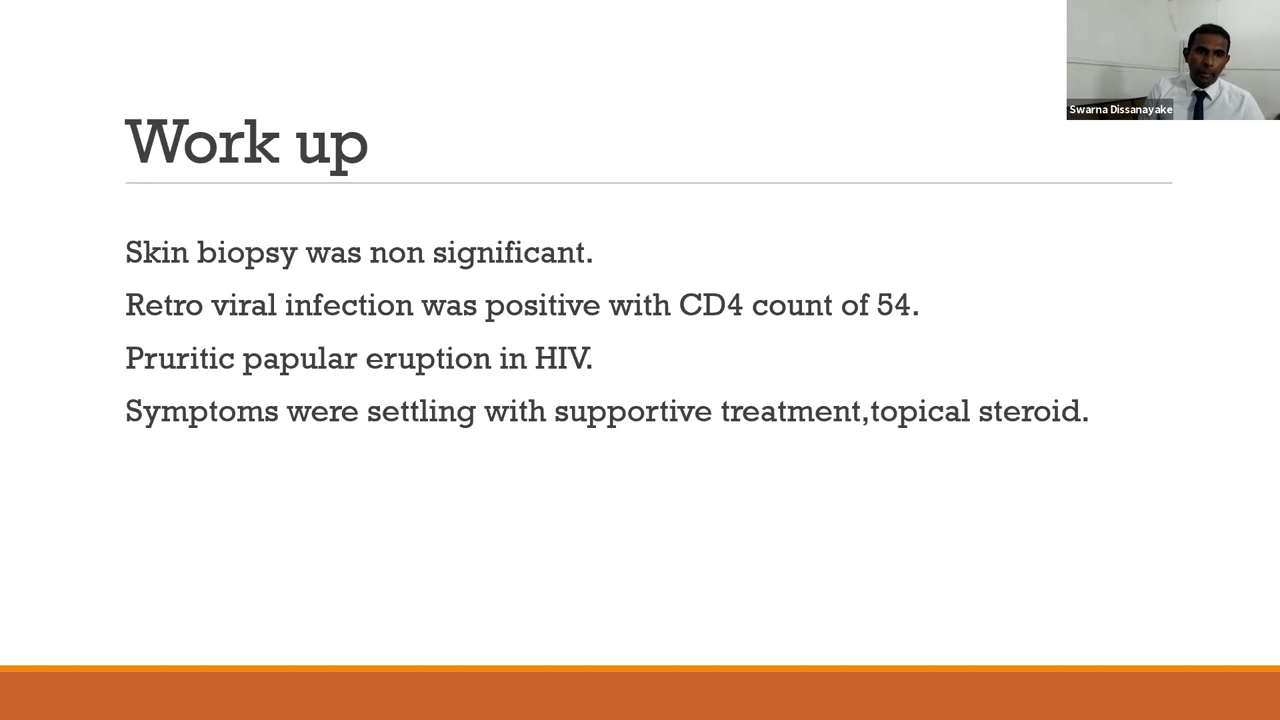 Swarna Dissanayake
Work up
Skin biopsy was non significant.
Retro viral infection was positive with CD4 count of 54.
Pruritic papular eruption in HIV.
Symptoms were settling with supportive treatment,topical steroid.